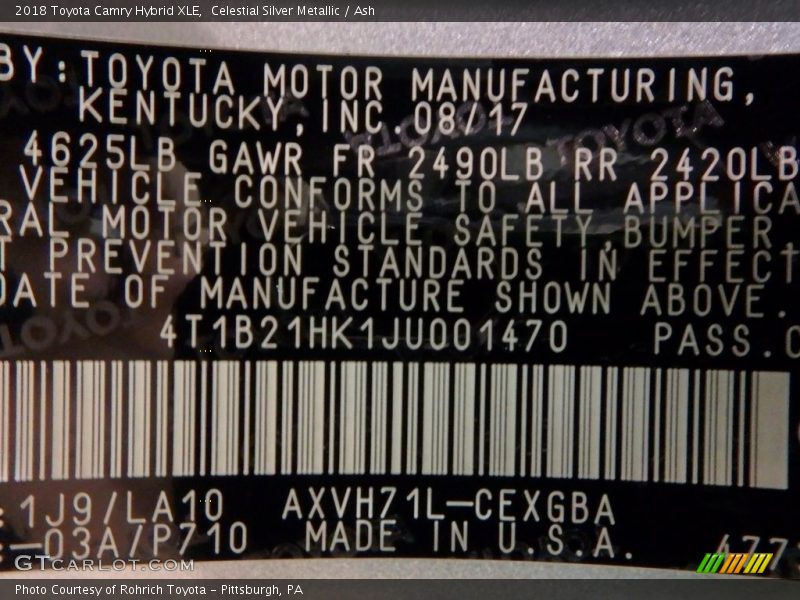 2018 Toyota Camry Hybrid XLE,  Celestial Silver Metallic / Ash
BY:TOYOTA MOTOR MANUFACTURING,
KENTUCKY,INC.08/17
4625LB GAWR FR 2490LB RR 2420LB
VEHICLE CONFORMS TO ALL APPLICA
RAL MOTOR VEHICLE SAFETY,BUMPER
T PREVENTION STANDARDS IN EFFECT
DATE OF MANUFACTURE SHOWN ABOVE.
4T1B21HK1JU001470 PASS.C
:1J9/LA10 AXVH71L-CEXGBA
:-03A/P710 MADE IN U.S.A. 477
GTCarLot.com
Photo Courtesy of Rohrich Toyota - Pittsburgh, PA